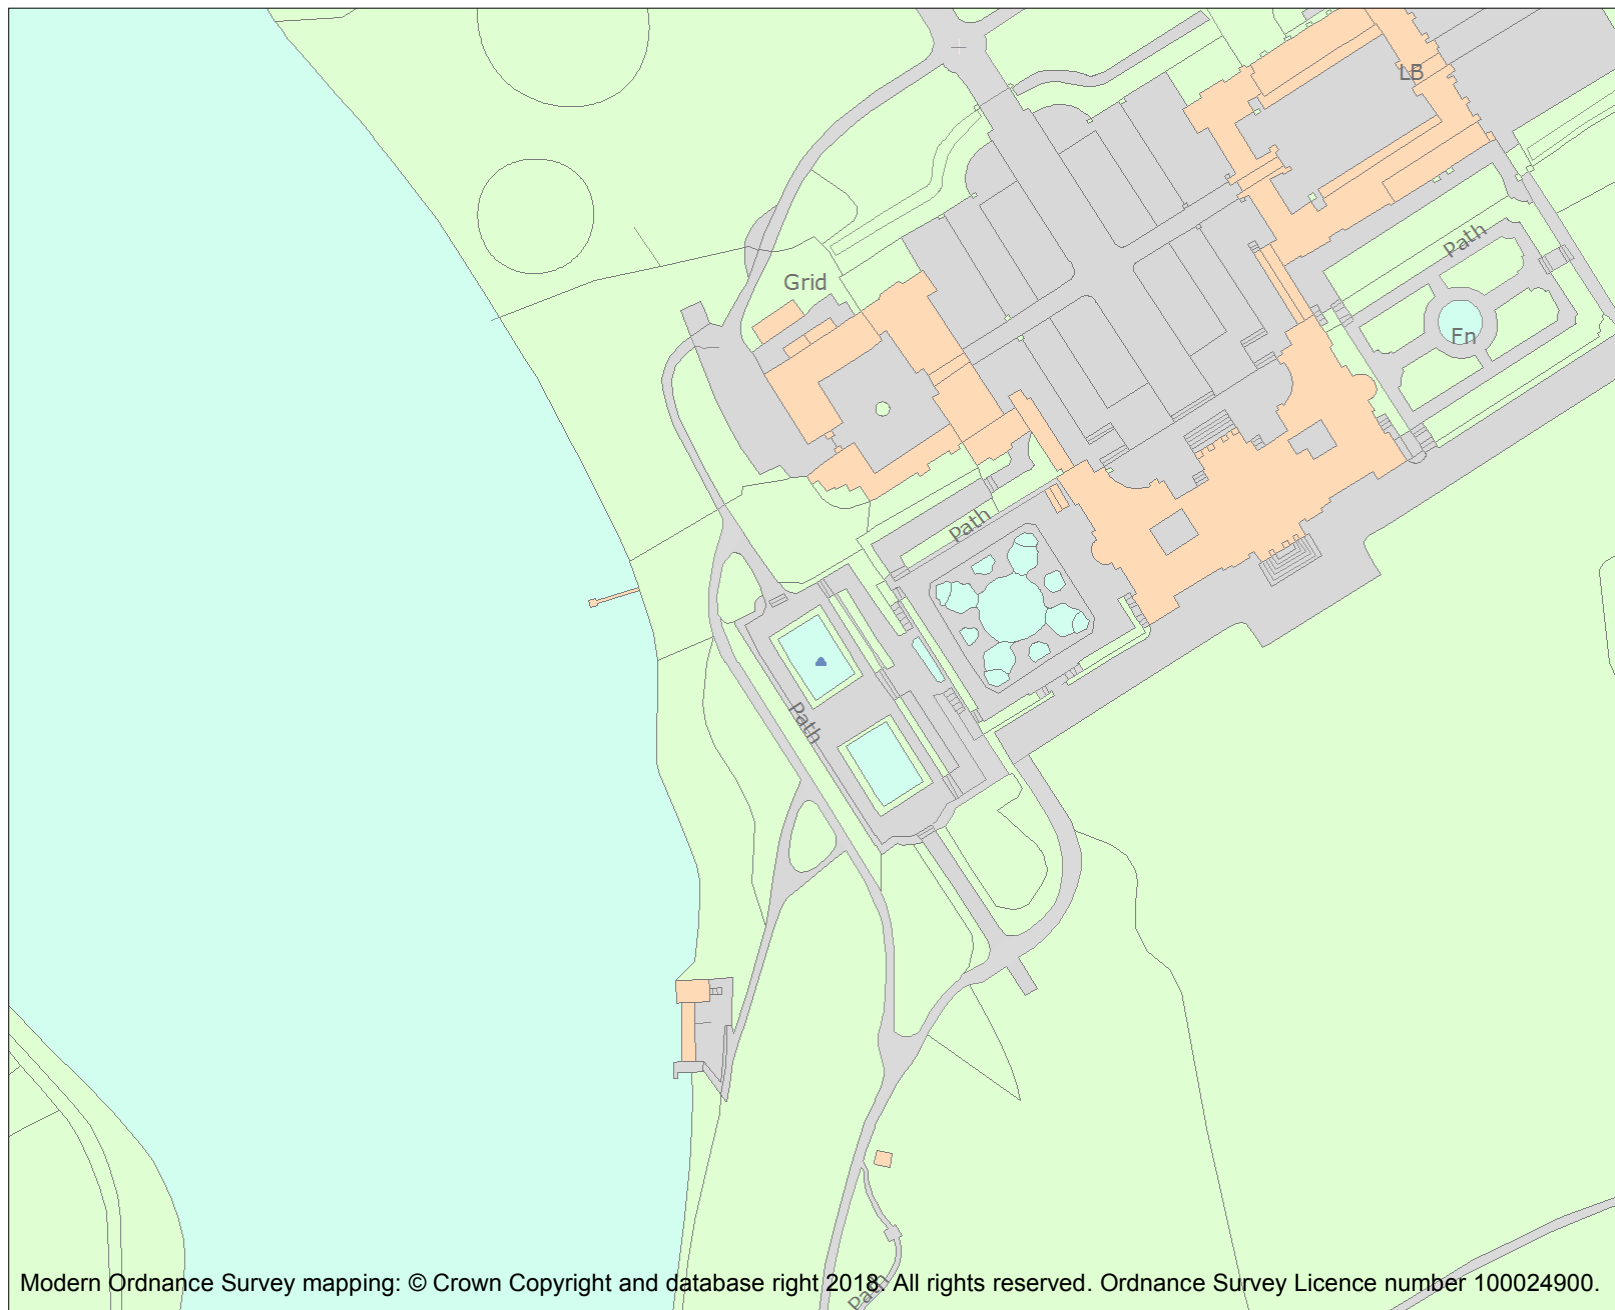 LB
Path
Grid
Fn
Path
Path
Modern Ordnance Survey mapping: © Crown Copyright and database right 2018. All rights reserved. Ordnance Survey Licence number 100024900.
Path